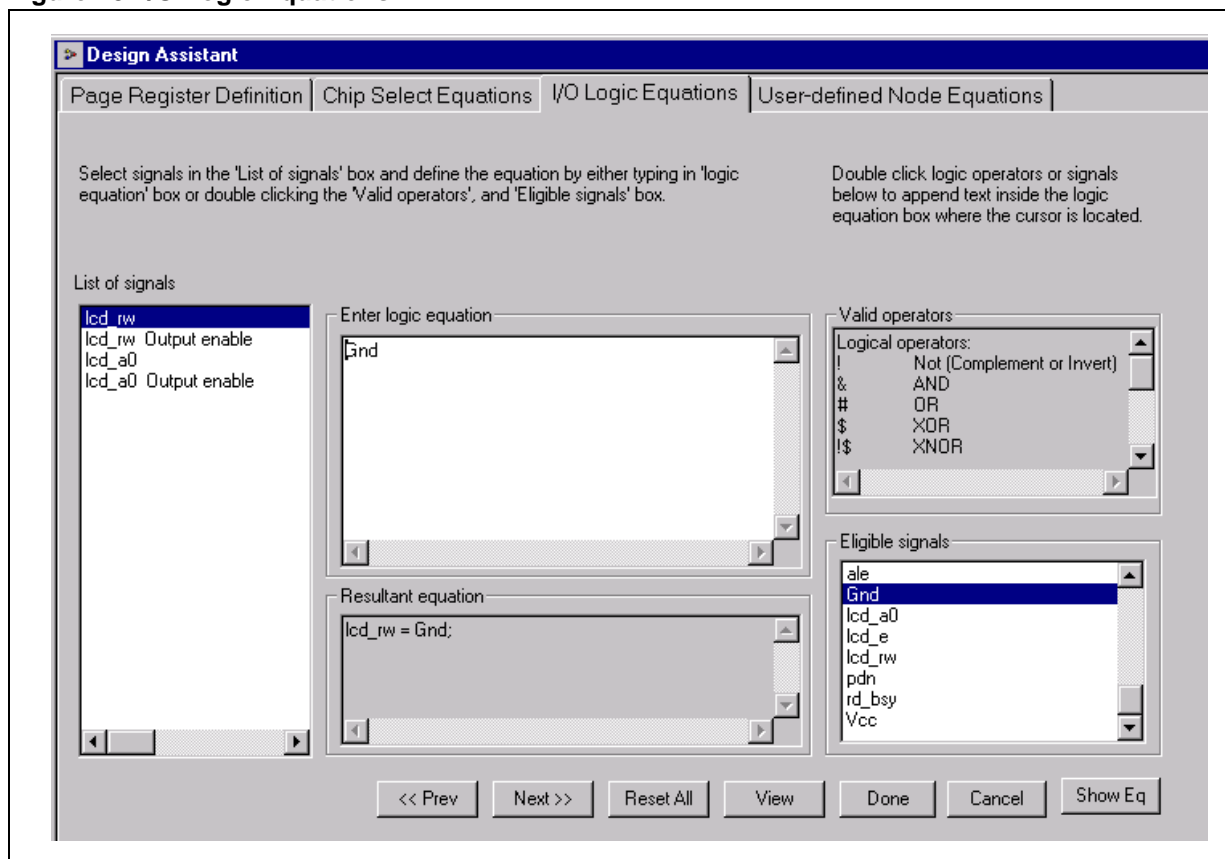 Design Assistant
Page Register Definition Chip Select Equations I/O Logic Equations User-defined Node Equations
Select signals in the 'List of signals' box and define the equation by either typing in 'logic
equation' box or double clicking the 'Valid operators', and 'Eligible signals' box.
Double click logic operators or signals
below to append text inside the logic
equation box where the cursor is located.
List of signals
lcd_rw
lcd_rw Output enable
lcd_a0
lcd_a0 Output enable
Enter logic equation
Gnd
Resultant equation
lcd_rw = Gnd;
Valid operators
Logical operators:
! Not (Complement or Invert)
& AND
# OR
$ XOR
!$ XNOR
Eligible signals
ale
Gnd
lcd_a0
lcd_e
lcd_rw
pdn
rd_bsy
Vcc
<< Prev Next >> Reset All View Done Cancel Show Eq